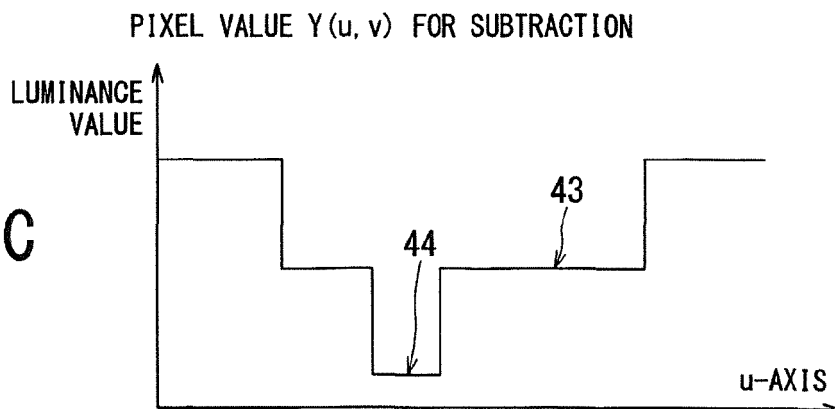 PIXEL VALUE Y(u, v) FOR SUBTRACTION
LUMINANCE
VALUE
C
43
44
u-AXIS